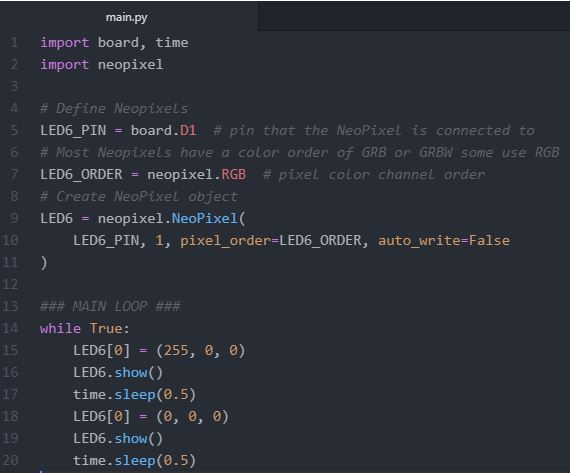 main.py
1 import board, time
2 import neopixel
3
4 # Define Neopixels
5 LED6_PIN = board.D1  # pin that the NeoPixel is connected to
6 # Most Neopixels have a color order of GRB or GRBW some use RGB
7 LED6_ORDER = neopixel.RGB  # pixel color channel order
8 # Create NeoPixel object
9 LED6 = neopixel.NeoPixel(
10     LED6_PIN, 1, pixel_order=LED6_ORDER, auto_write=False
11 )
12
13 ### MAIN LOOP ###
14 while True:
15     LED6[0] = (255, 0, 0)
16     LED6.show()
17     time.sleep(0.5)
18     LED6[0] = (0, 0, 0)
19     LED6.show()
20     time.sleep(0.5)